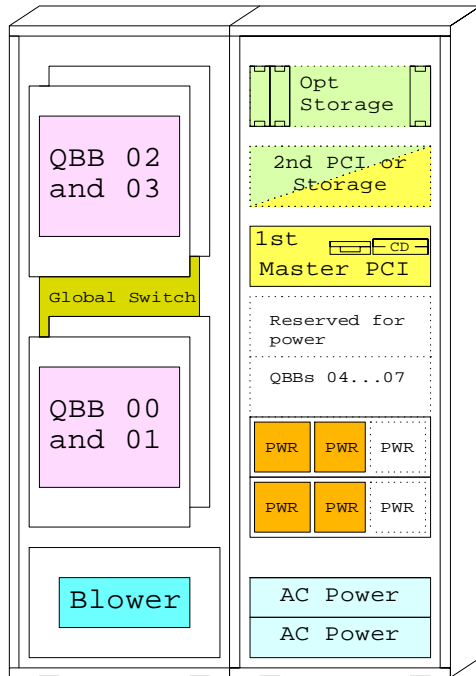 QBB 02
and 03
Global Switch
QBB 00
and 01
Blower
Opt
Storage
2nd PCI or
Storage
1st
CD
Master PCI
Reserved for
power
QBBs 04...07
PWR PWR PWR
PWR PWR PWR
AC Power
AC Power